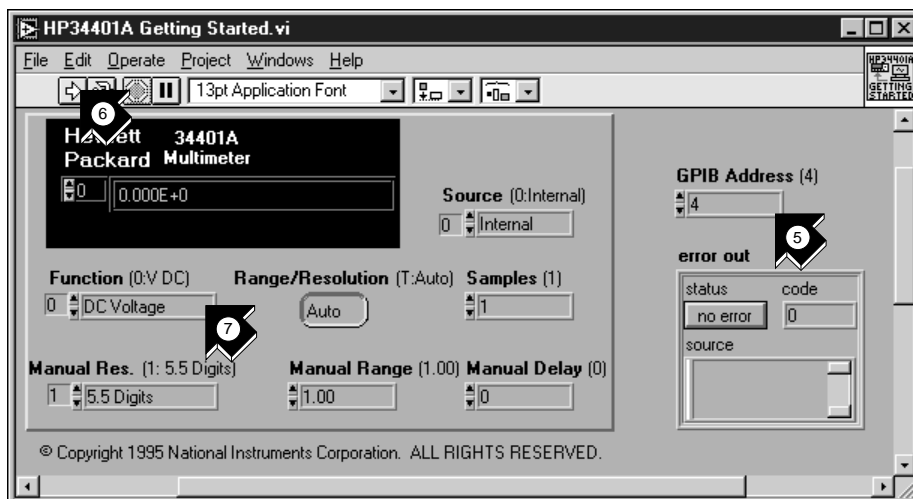 HP34401A Getting Started.vi
File Edit Operate Project Windows Help
HP34401A
GETTING
STARTED
13pt Application Font
6
34401A
Packard Multimeter
0 0.000E+0
Source (0:Internal)
0 Internal
GPIB Address (4)
4
5
error out
status code
no error 0
source
Function (0:V DC) Range/Resolution (T:Auto) Samples (1)
0 DC Voltage Auto 1
7
Manual Res. (1: 5.5 Digits) Manual Range (1.00) Manual Delay (0)
1 5.5 Digits 1.00 0
© Copyright 1995 National Instruments Corporation. ALL RIGHTS RESERVED.